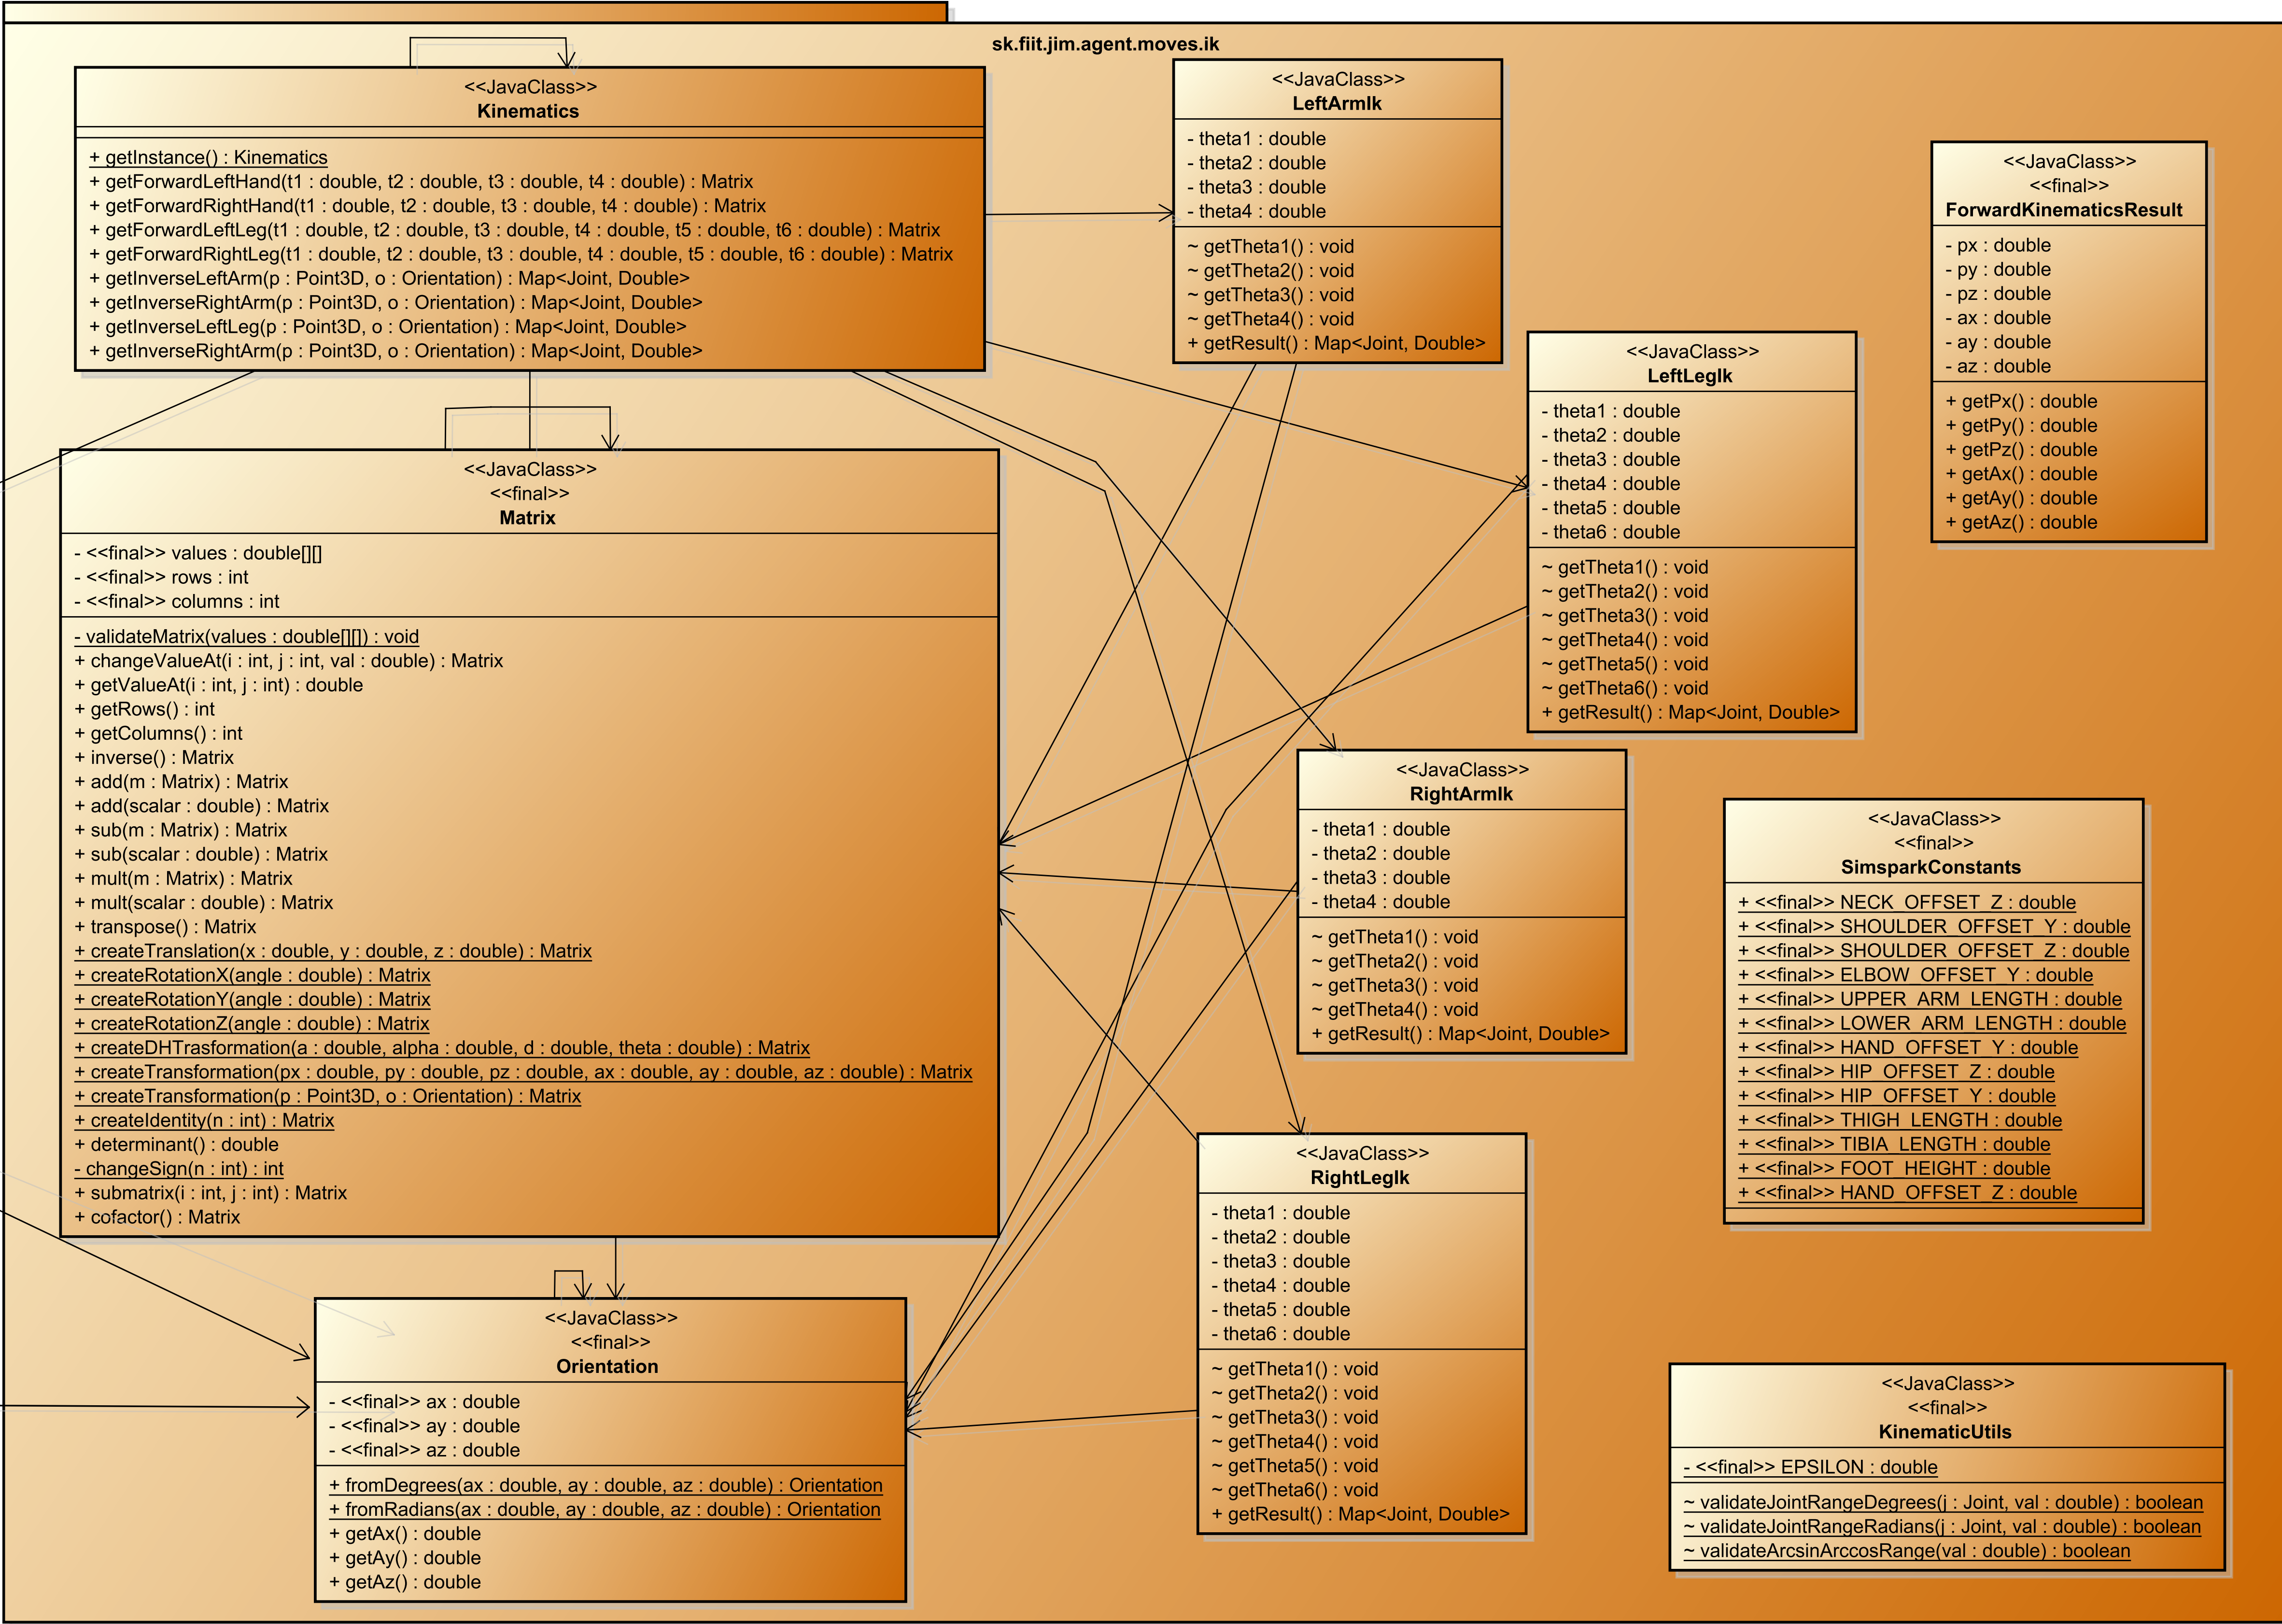 sk.fiit.jim.agent.moves.ik
<<JavaClass>>
Kinematics
+ getInstance() : Kinematics
+ getForwardLeftHand(t1 : double, t2 : double, t3 : double, t4 : double) : Matrix
+ getForwardRightHand(t1 : double, t2 : double, t3 : double, t4 : double) : Matrix
+ getForwardLeftLeg(t1 : double, t2 : double, t3 : double, t4 : double, t5 : double, t6 : double) : Matrix
+ getForwardRightLeg(t1 : double, t2 : double, t3 : double, t4 : double, t5 : double, t6 : double) : Matrix
+ getInverseLeftArm(p : Point3D, o : Orientation) : Map<Joint, Double>
+ getInverseRightArm(p : Point3D, o : Orientation) : Map<Joint, Double>
+ getInverseLeftLeg(p : Point3D, o : Orientation) : Map<Joint, Double>
+ getInverseRightArm(p : Point3D, o : Orientation) : Map<Joint, Double>
<<JavaClass>>
LeftArmIk
- theta1 : double
- theta2 : double
- theta3 : double
- theta4 : double
~ getTheta1() : void
~ getTheta2() : void
~ getTheta3() : void
~ getTheta4() : void
+ getResult() : Map<Joint, Double>
<<JavaClass>>
<<final>>
ForwardKinematicsResult
- px : double
- py : double
- pz : double
- ax : double
- ay : double
- az : double
+ getPx() : double
+ getPy() : double
+ getPz() : double
+ getAx() : double
+ getAy() : double
+ getAz() : double
<<JavaClass>>
LeftLegIk
- theta1 : double
- theta2 : double
- theta3 : double
- theta4 : double
- theta5 : double
- theta6 : double
~ getTheta1() : void
~ getTheta2() : void
~ getTheta3() : void
~ getTheta4() : void
~ getTheta5() : void
~ getTheta6() : void
+ getResult() : Map<Joint, Double>
<<JavaClass>>
<<final>>
Matrix
- <<final>> values : double[][]
- <<final>> rows : int
- <<final>> columns : int
- validateMatrix(values : double[][]) : void
+ changeValueAt(i : int, j : int, val : double) : Matrix
+ getValueAt(i : int, j : int) : double
+ getRows() : int
+ getColumns() : int
+ inverse() : Matrix
+ add(m : Matrix) : Matrix
+ add(scalar : double) : Matrix
+ sub(m : Matrix) : Matrix
+ sub(scalar : double) : Matrix
+ mult(m : Matrix) : Matrix
+ mult(scalar : double) : Matrix
+ transpose() : Matrix
+ createTranslation(x : double, y : double, z : double) : Matrix
+ createRotationX(angle : double) : Matrix
+ createRotationY(angle : double) : Matrix
+ createRotationZ(angle : double) : Matrix
+ createDHTrasformation(a : double, alpha : double, d : double, theta : double) : Matrix
+ createTransformation(px : double, py : double, pz : double, ax : double, ay : double, az : double) : Matrix
+ createTransformation(p : Point3D, o : Orientation) : Matrix
+ createIdentity(n : int) : Matrix
+ determinant() : double
- changeSign(n : int) : int
+ submatrix(i : int, j : int) : Matrix
+ cofactor() : Matrix
<<JavaClass>>
RightArmIk
- theta1 : double
- theta2 : double
- theta3 : double
- theta4 : double
~ getTheta1() : void
~ getTheta2() : void
~ getTheta3() : void
~ getTheta4() : void
+ getResult() : Map<Joint, Double>
<<JavaClass>>
<<final>>
SimsparkConstants
+ <<final>> NECK_OFFSET_Z : double
+ <<final>> SHOULDER_OFFSET_Y : double
+ <<final>> SHOULDER_OFFSET_Z : double
+ <<final>> ELBOW_OFFSET_Y : double
+ <<final>> UPPER_ARM_LENGTH : double
+ <<final>> LOWER_ARM_LENGTH : double
+ <<final>> HAND_OFFSET_Y : double
+ <<final>> HIP_OFFSET_Z : double
+ <<final>> HIP_OFFSET_Y : double
+ <<final>> THIGH_LENGTH : double
+ <<final>> TIBIA_LENGTH : double
+ <<final>> FOOT_HEIGHT : double
+ <<final>> HAND_OFFSET_Z : double
<<JavaClass>>
RightLegIk
- theta1 : double
- theta2 : double
- theta3 : double
- theta4 : double
- theta5 : double
- theta6 : double
~ getTheta1() : void
~ getTheta2() : void
~ getTheta3() : void
~ getTheta4() : void
~ getTheta5() : void
~ getTheta6() : void
+ getResult() : Map<Joint, Double>
<<JavaClass>>
<<final>>
Orientation
- <<final>> ax : double
- <<final>> ay : double
- <<final>> az : double
+ fromDegrees(ax : double, ay : double, az : double) : Orientation
+ fromRadians(ax : double, ay : double, az : double) : Orientation
+ getAx() : double
+ getAy() : double
+ getAz() : double
<<JavaClass>>
<<final>>
KinematicUtils
- <<final>> EPSILON : double
~ validateJointRangeDegrees(j : Joint, val : double) : boolean
~ validateJointRangeRadians(j : Joint, val : double) : boolean
~ validateArcsinArccosRange(val : double) : boolean